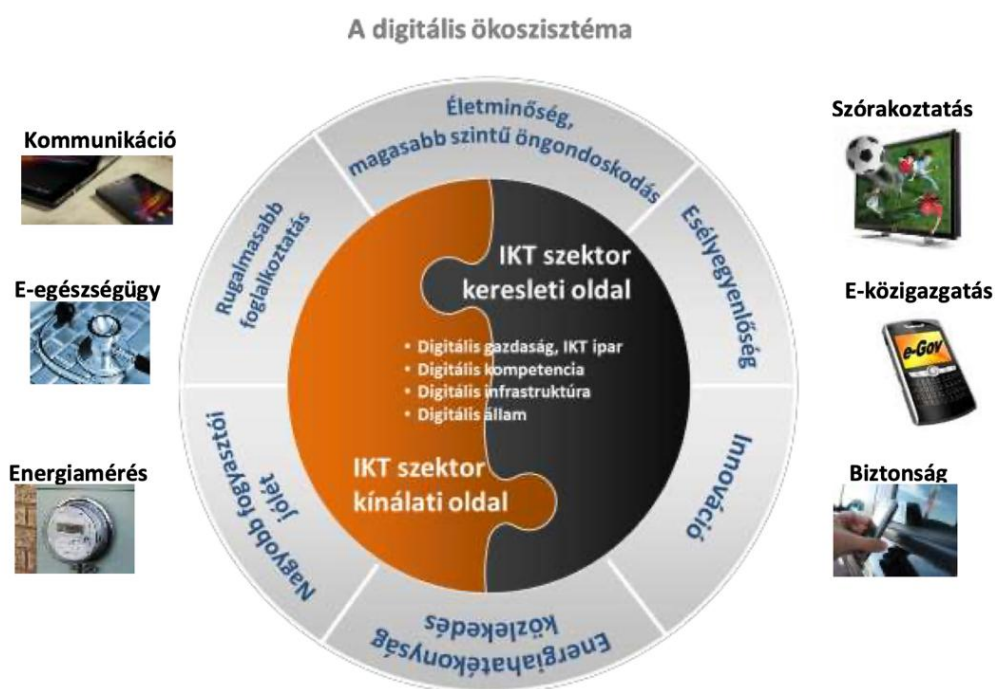 A digitális ökoszisztéma
Kommunikáció
E-egészségügy
Energiamérés
Életminőség,
magasabb szintű öngondoskodás
Esélyegyenlőség
Innováció
Energiahatékonyság
közlekedés
Nagyobb fogyasztói
jólét
Rugalmasabb
foglalkoztatás
IKT szektor
keresleti oldal
• Digitális gazdaság, IKT ipar
• Digitális kompetencia
• Digitális infrastruktúra
• Digitális állam
IKT szektor
kínálati oldal
Szórakoztatás
E-közigazgatás
e-Gov
Biztonság